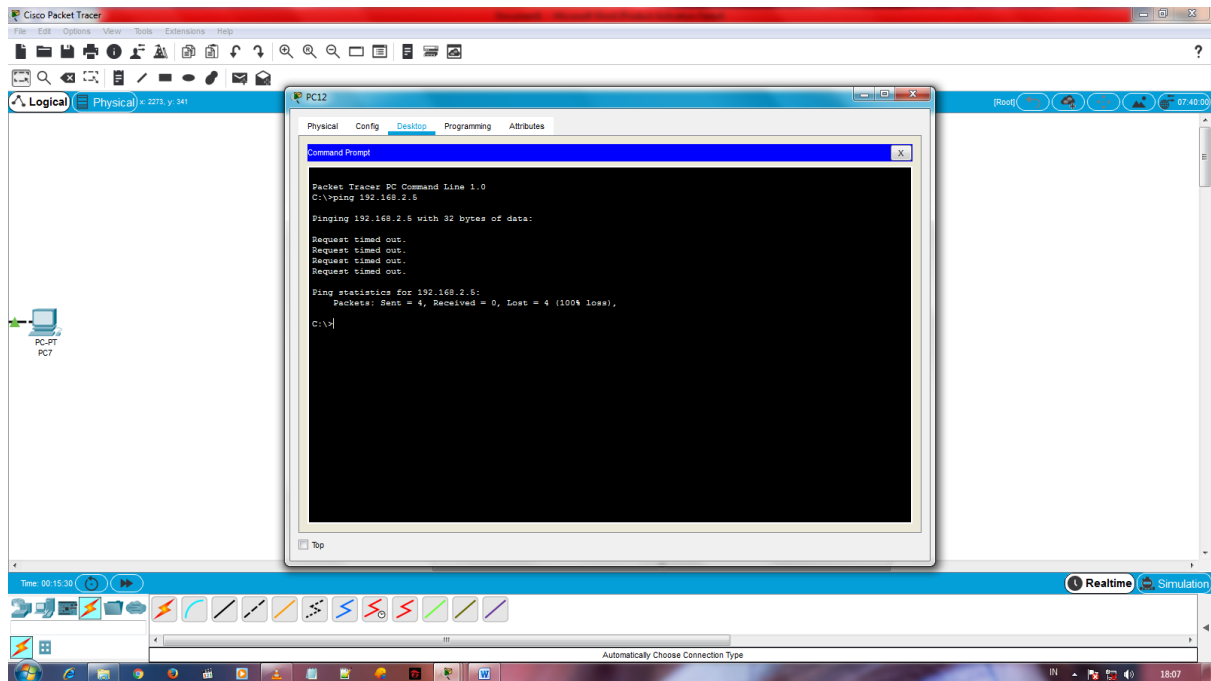 Cisco Packet Tracer
File Edit Options View Tools Extensions Help
?
Logical Physical x: 2273, y: 341
[Root] 07:40:00
PC12
X
Physical Config Desktop Programming Attributes
Command Prompt X
Packet Tracer PC Command Line 1.0
C:\>ping 192.168.2.5
Pinging 192.168.2.5 with 32 bytes of data:
Request timed out.
Request timed out.
Request timed out.
Request timed out.
Ping statistics for 192.168.2.5:
Packets: Sent = 4, Received = 0, Lost = 4 (100% loss),
C:\>
PC-PT
PC7
Top
Time: 00:15:30
Realtime Simulation
Automatically Choose Connection Type
IN 18:07